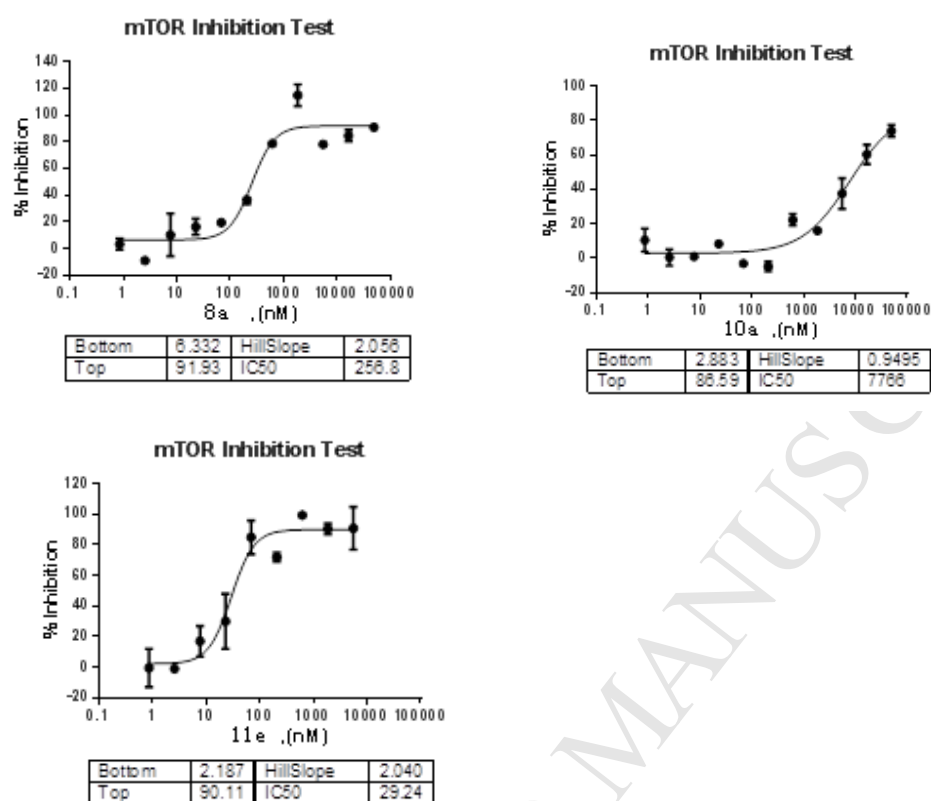 mTOR Inhibition Test
140
120
100
80
60
40
20
0
-20
% Inhibition
0.1 1 10 100 1000 10000 100000
8a ,(nM)
Bottom 6.332 HillSlope 2.056
Top 91.93 IC50 256.8
mTOR Inhibition Test
100
80
60
40
20
0
-20
% Inhibition
0.1 1 10 100 1000 10000 100000
10a ,(nM)
Bottom 2.883 HillSlope 0.9495
Top 86.59 IC50 7766
mTOR Inhibition Test
120
100
80
60
40
20
0
-20
% Inhibition
0.1 1 10 100 1000 10000 100000
11e ,(nM)
Bottom 2.187 HillSlope 2.040
Top 90.11 IC50 29.24
MANUS